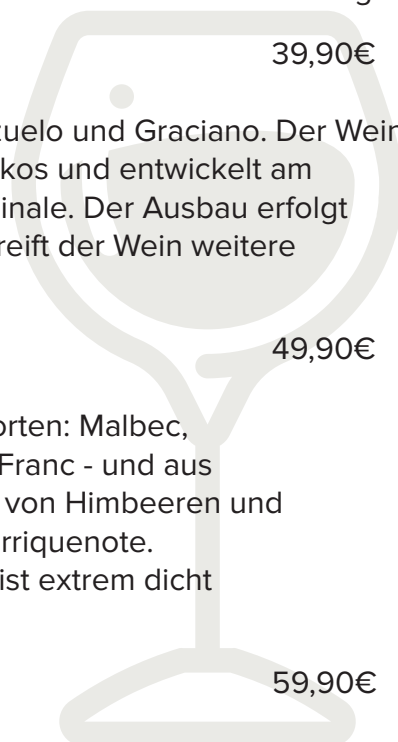 39,90€
zuelo und Graciano. Der Wein
kos und entwickelt am
inale. Der Ausbau erfolgt
reift der Wein weitere
49,90€
orten: Malbec,
Franc - und aus
von Himbeeren und
rriquenote.
ist extrem dicht
59,90€